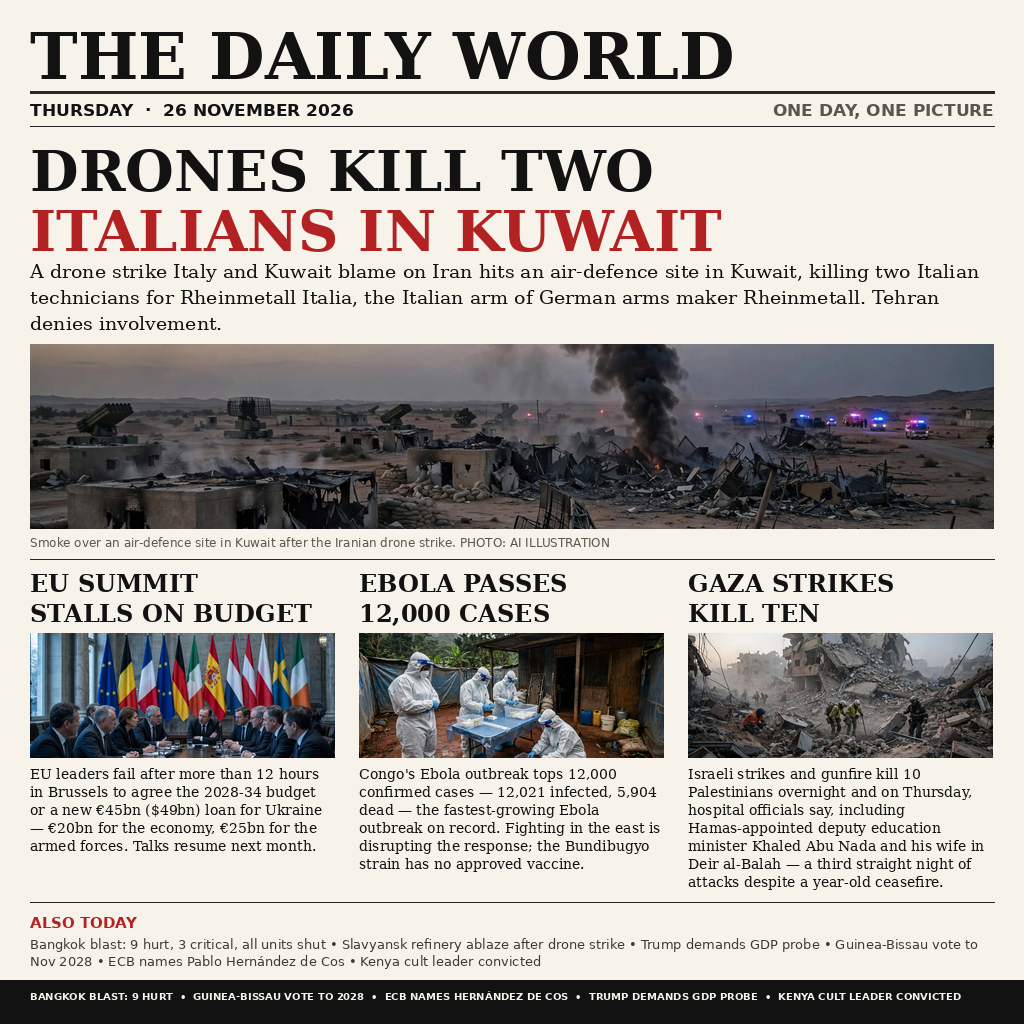 THE DAILY WORLD
THURSDAY · 26 NOVEMBER 2026
ONE DAY, ONE PICTURE
DRONES KILL TWO
ITALIANS IN KUWAIT
A drone strike Italy and Kuwait blame on Iran hits an air-defence site in Kuwait, killing two Italian
technicians for Rheinmetall Italia, the Italian arm of German arms maker Rheinmetall. Tehran
denies involvement.
Smoke over an air-defence site in Kuwait after the Iranian drone strike. PHOTO: AI ILLUSTRATION
EU SUMMIT
STALLS ON BUDGET
EU leaders fail after more than 12 hours
in Brussels to agree the 2028-34 budget
or a new €45bn ($49bn) loan for Ukraine
— €20bn for the economy, €25bn for the
armed forces. Talks resume next month.
EBOLA PASSES
12,000 CASES
Congo's Ebola outbreak tops 12,000
confirmed cases — 12,021 infected, 5,904
dead — the fastest-growing Ebola
outbreak on record. Fighting in the east is
disrupting the response; the Bundibugyo
strain has no approved vaccine.
GAZA STRIKES
KILL TEN
Israeli strikes and gunfire kill 10
Palestinians overnight and on Thursday,
hospital officials say, including
Hamas-appointed deputy education
minister Khaled Abu Nada and his wife in
Deir al-Balah — a third straight night of
attacks despite a year-old ceasefire.
ALSO TODAY
Bangkok blast: 9 hurt, 3 critical, all units shut • Slavyansk refinery ablaze after drone strike • Trump demands GDP probe • Guinea-Bissau vote to
Nov 2028 • ECB names Pablo Hernández de Cos • Kenya cult leader convicted
BANGKOK BLAST: 9 HURT • GUINEA-BISSAU VOTE TO 2028 • ECB NAMES HERNÁNDEZ DE COS • TRUMP DEMANDS GDP PROBE • KENYA CULT LEADER CONVICTED